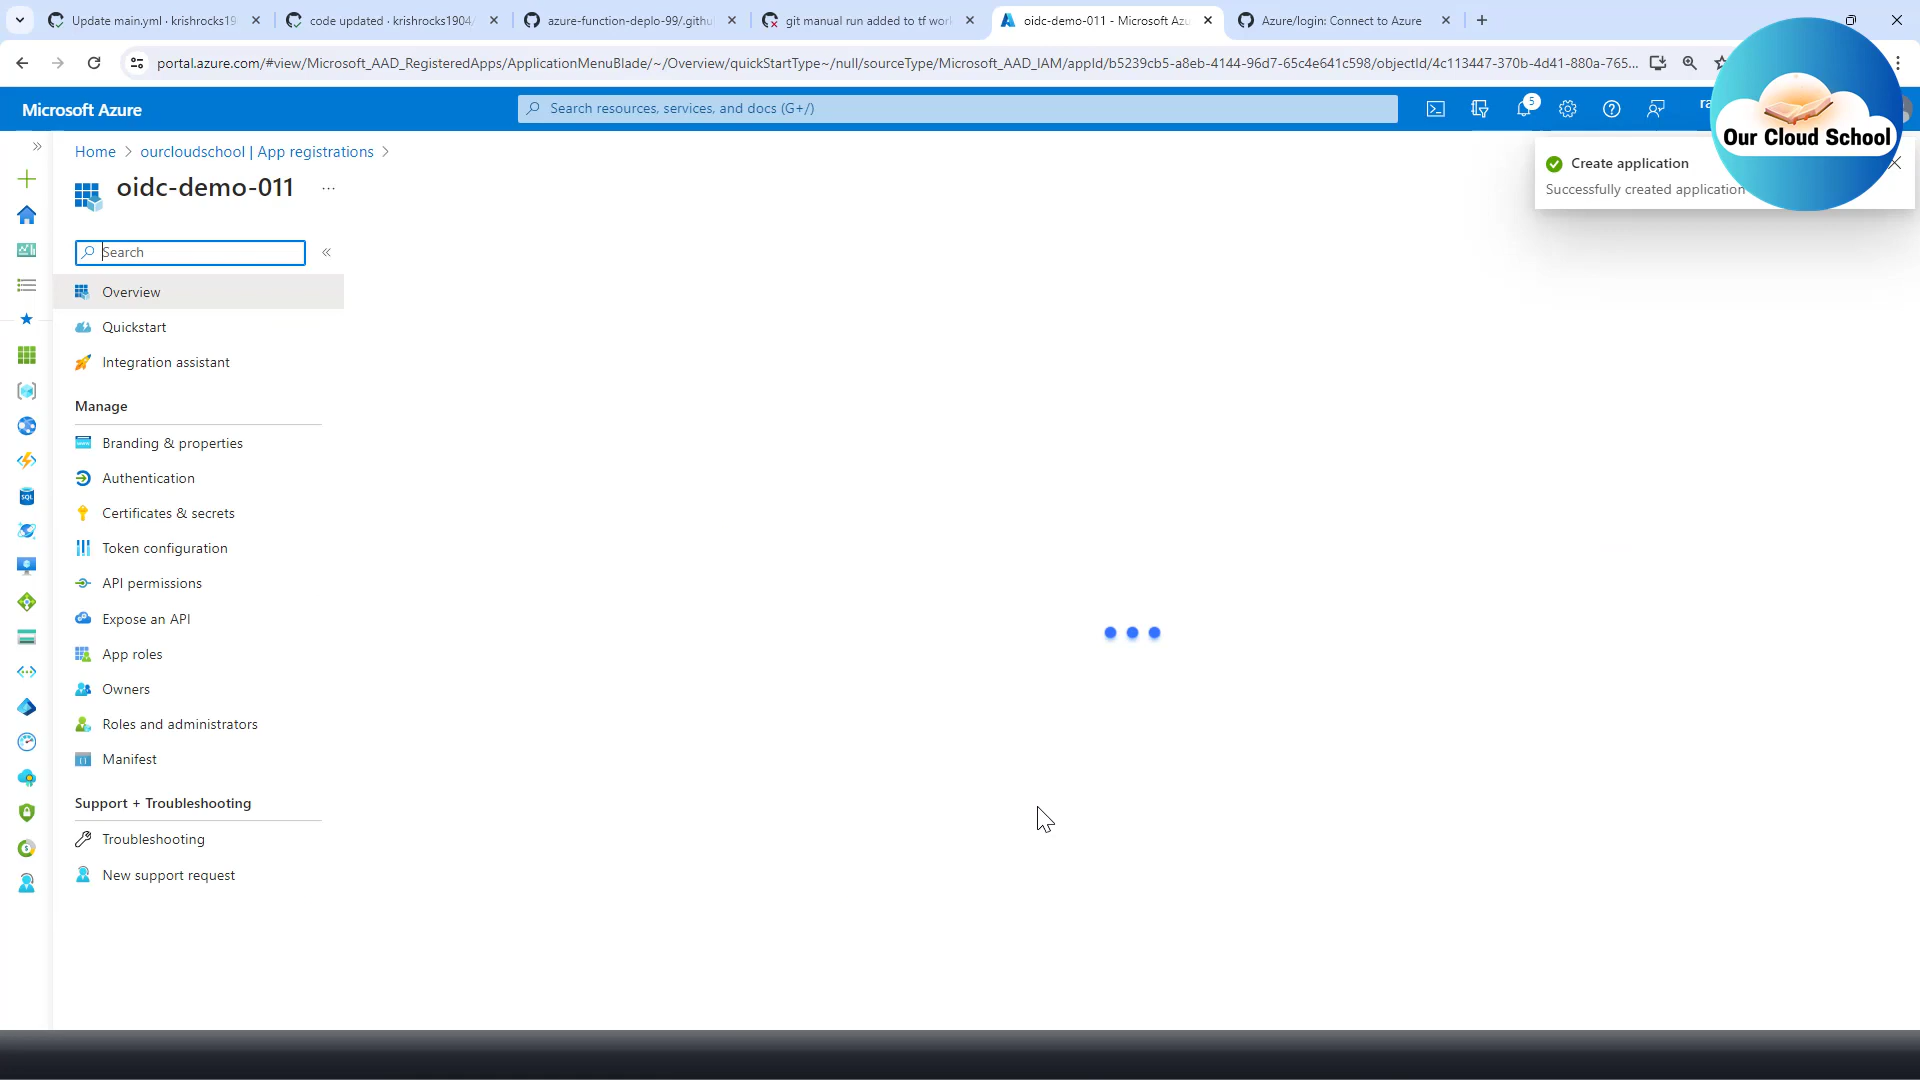 Update main.yml · krishrocks19
code updated · krishrocks1904/
azure-function-deplo-99/.githu
git manual run added to tf work
oidc-demo-011 - Microsoft Azu
Azure/login: Connect to Azure
portal.azure.com/#view/Microsoft_AAD_RegisteredApps/ApplicationMenuBlade/~/Overview/quickStartType~/null/sourceType/Microsoft_AAD_IAM/appId/b5239cb5-a8eb-4144-96d7-65c4e641c598/objectId/4c113447-370b-4d41-880a-765...
Microsoft Azure
Search resources, services, and docs (G+/)
5
ra
Our Cloud School
Home > ourcloudschool | App registrations >
oidc-demo-011 ...
Create application
Successfully created application
Search
Overview
Quickstart
Integration assistant
Manage
Branding & properties
Authentication
Certificates & secrets
Token configuration
API permissions
Expose an API
App roles
Owners
Roles and administrators
Manifest
Support + Troubleshooting
Troubleshooting
New support request
SQL